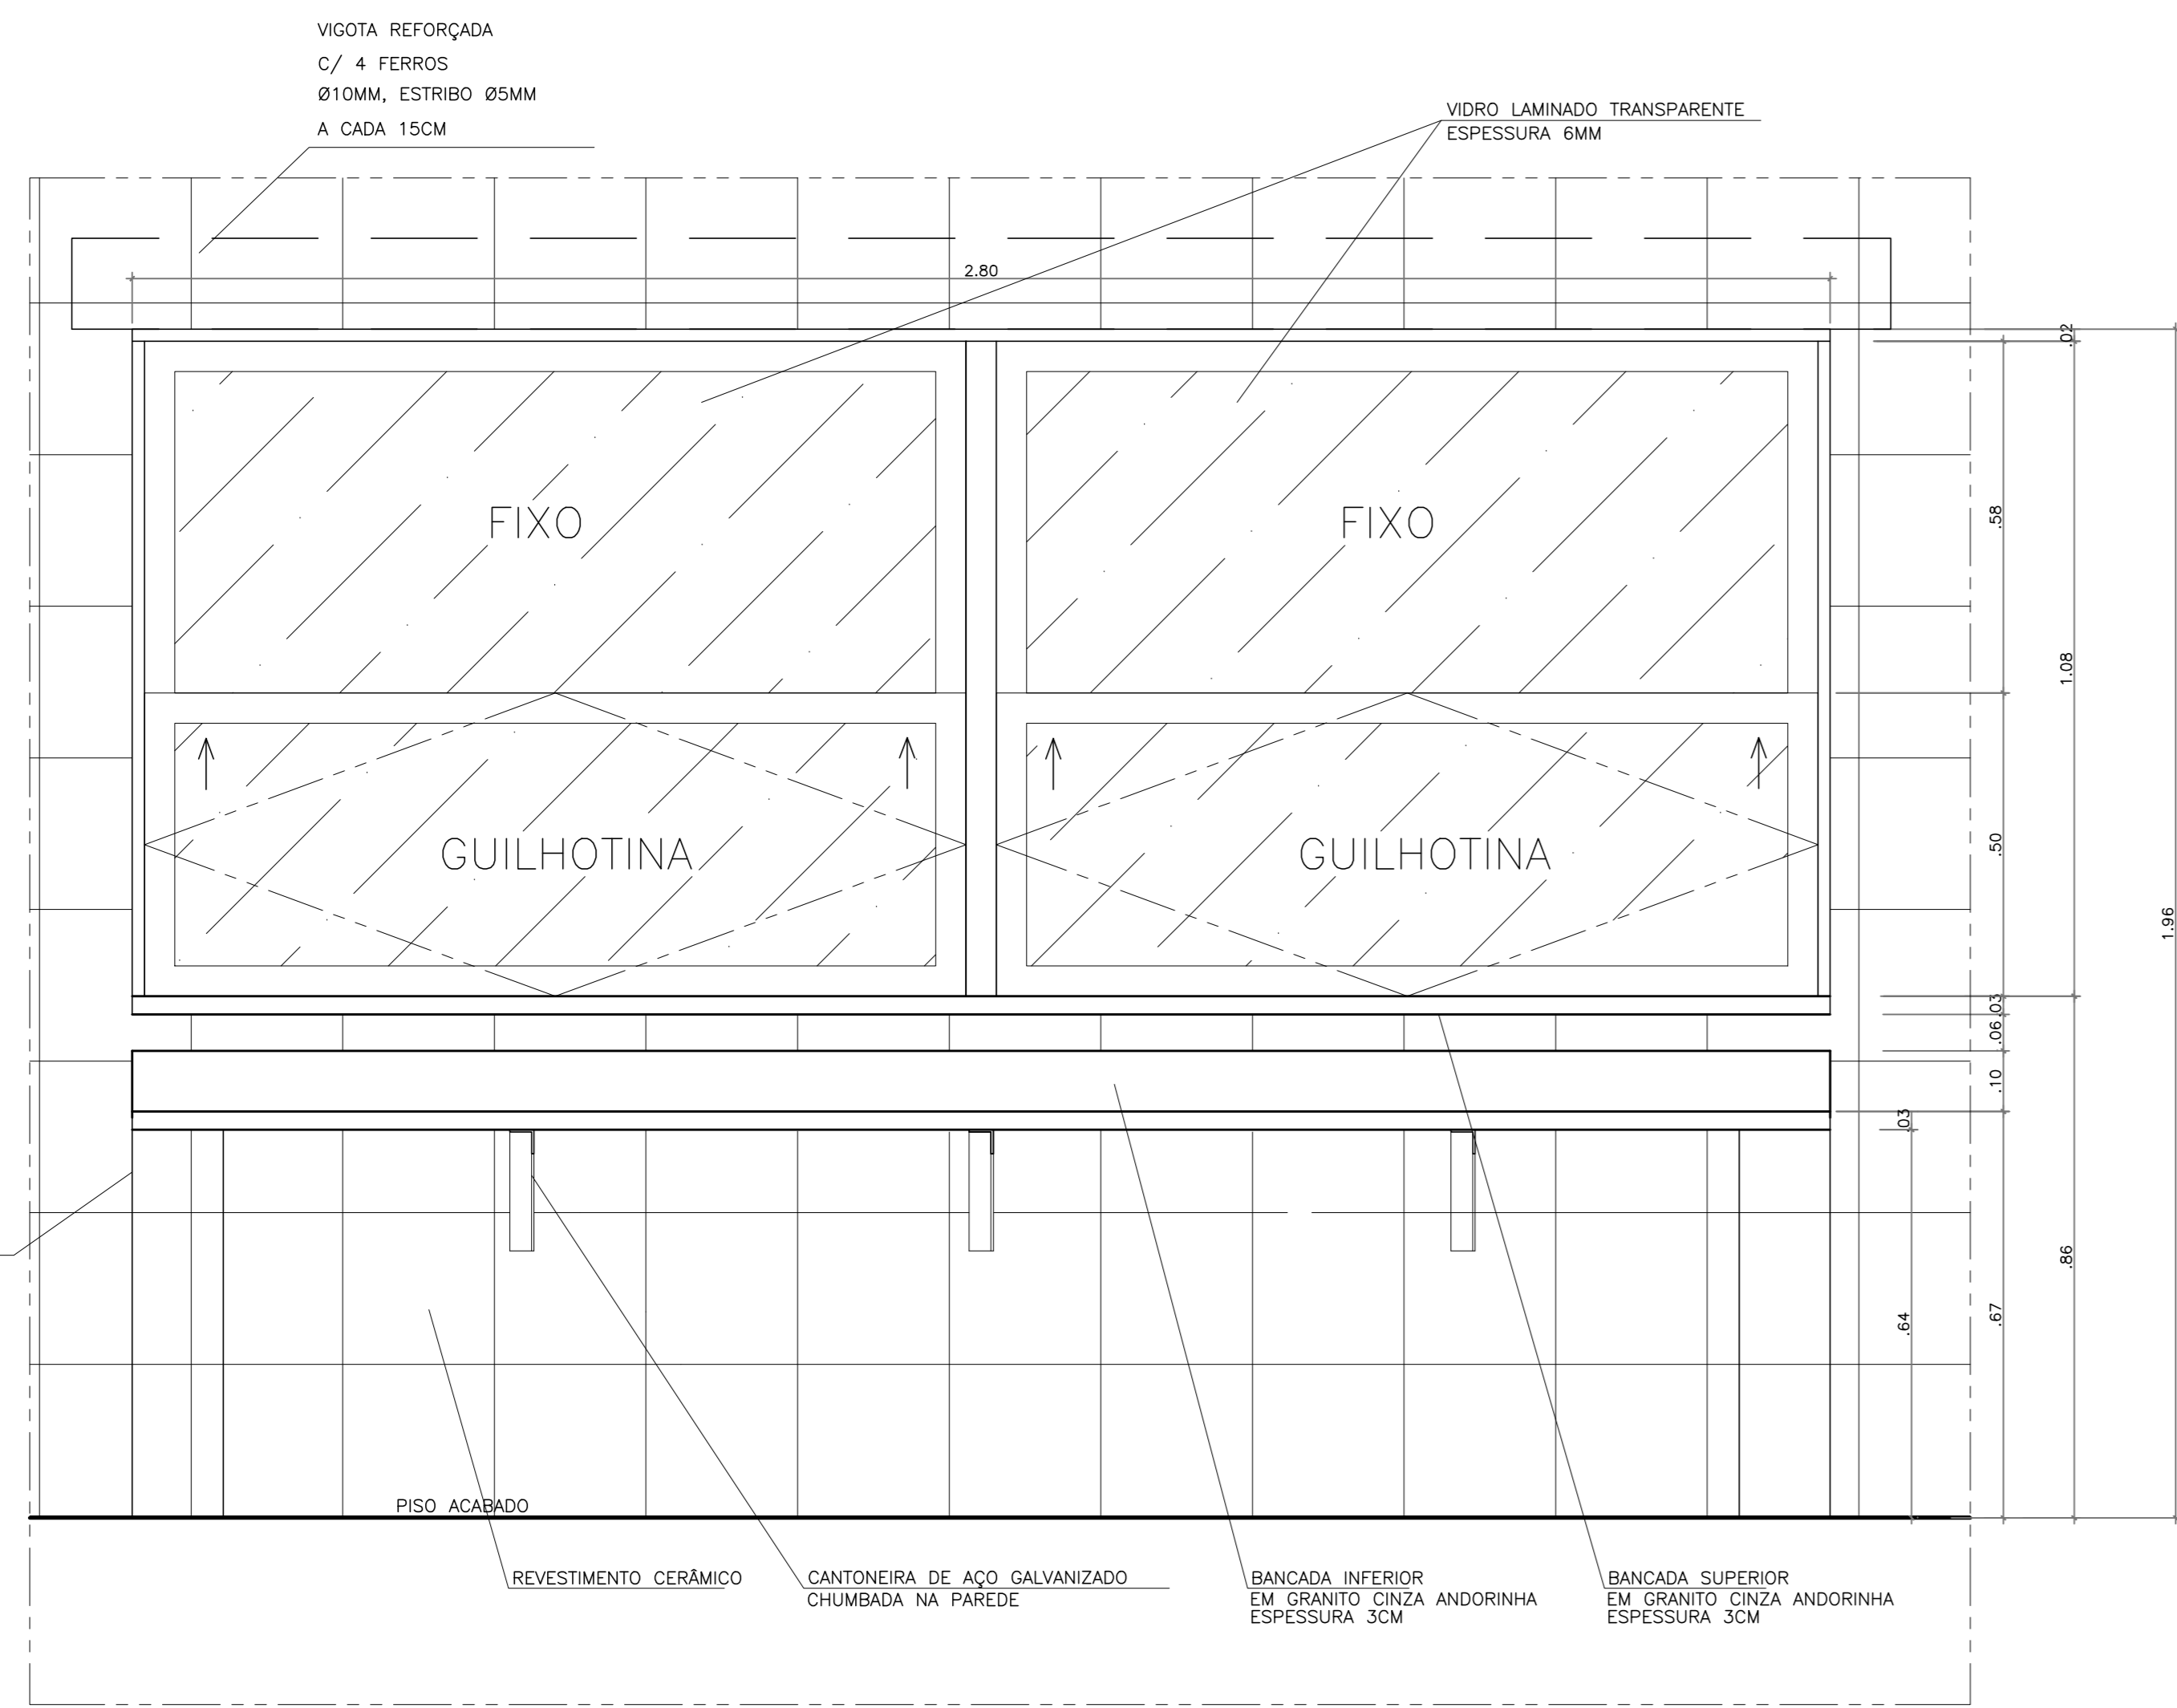 VIGOTA REFORÇADA
C/ 4 FERROS
Ø10MM, ESTRIBO Ø5MM
A CADA 15CM
VIDRO LAMINADO TRANSPARENTE
ESPESSURA 6MM
2.80
.02
FIXO
FIXO
.58
1.08
GUILHOTINA
GUILHOTINA
.50
1.96
.03
.06
.10
.03
.86
.64
.67
PISO ACABADO
REVESTIMENTO CERÂMICO
CANTONEIRA DE AÇO GALVANIZADO
CHUMBADA NA PAREDE
BANCADA INFERIOR
EM GRANITO CINZA ANDORINHA
ESPESSURA 3CM
BANCADA SUPERIOR
EM GRANITO CINZA ANDORINHA
ESPESSURA 3CM